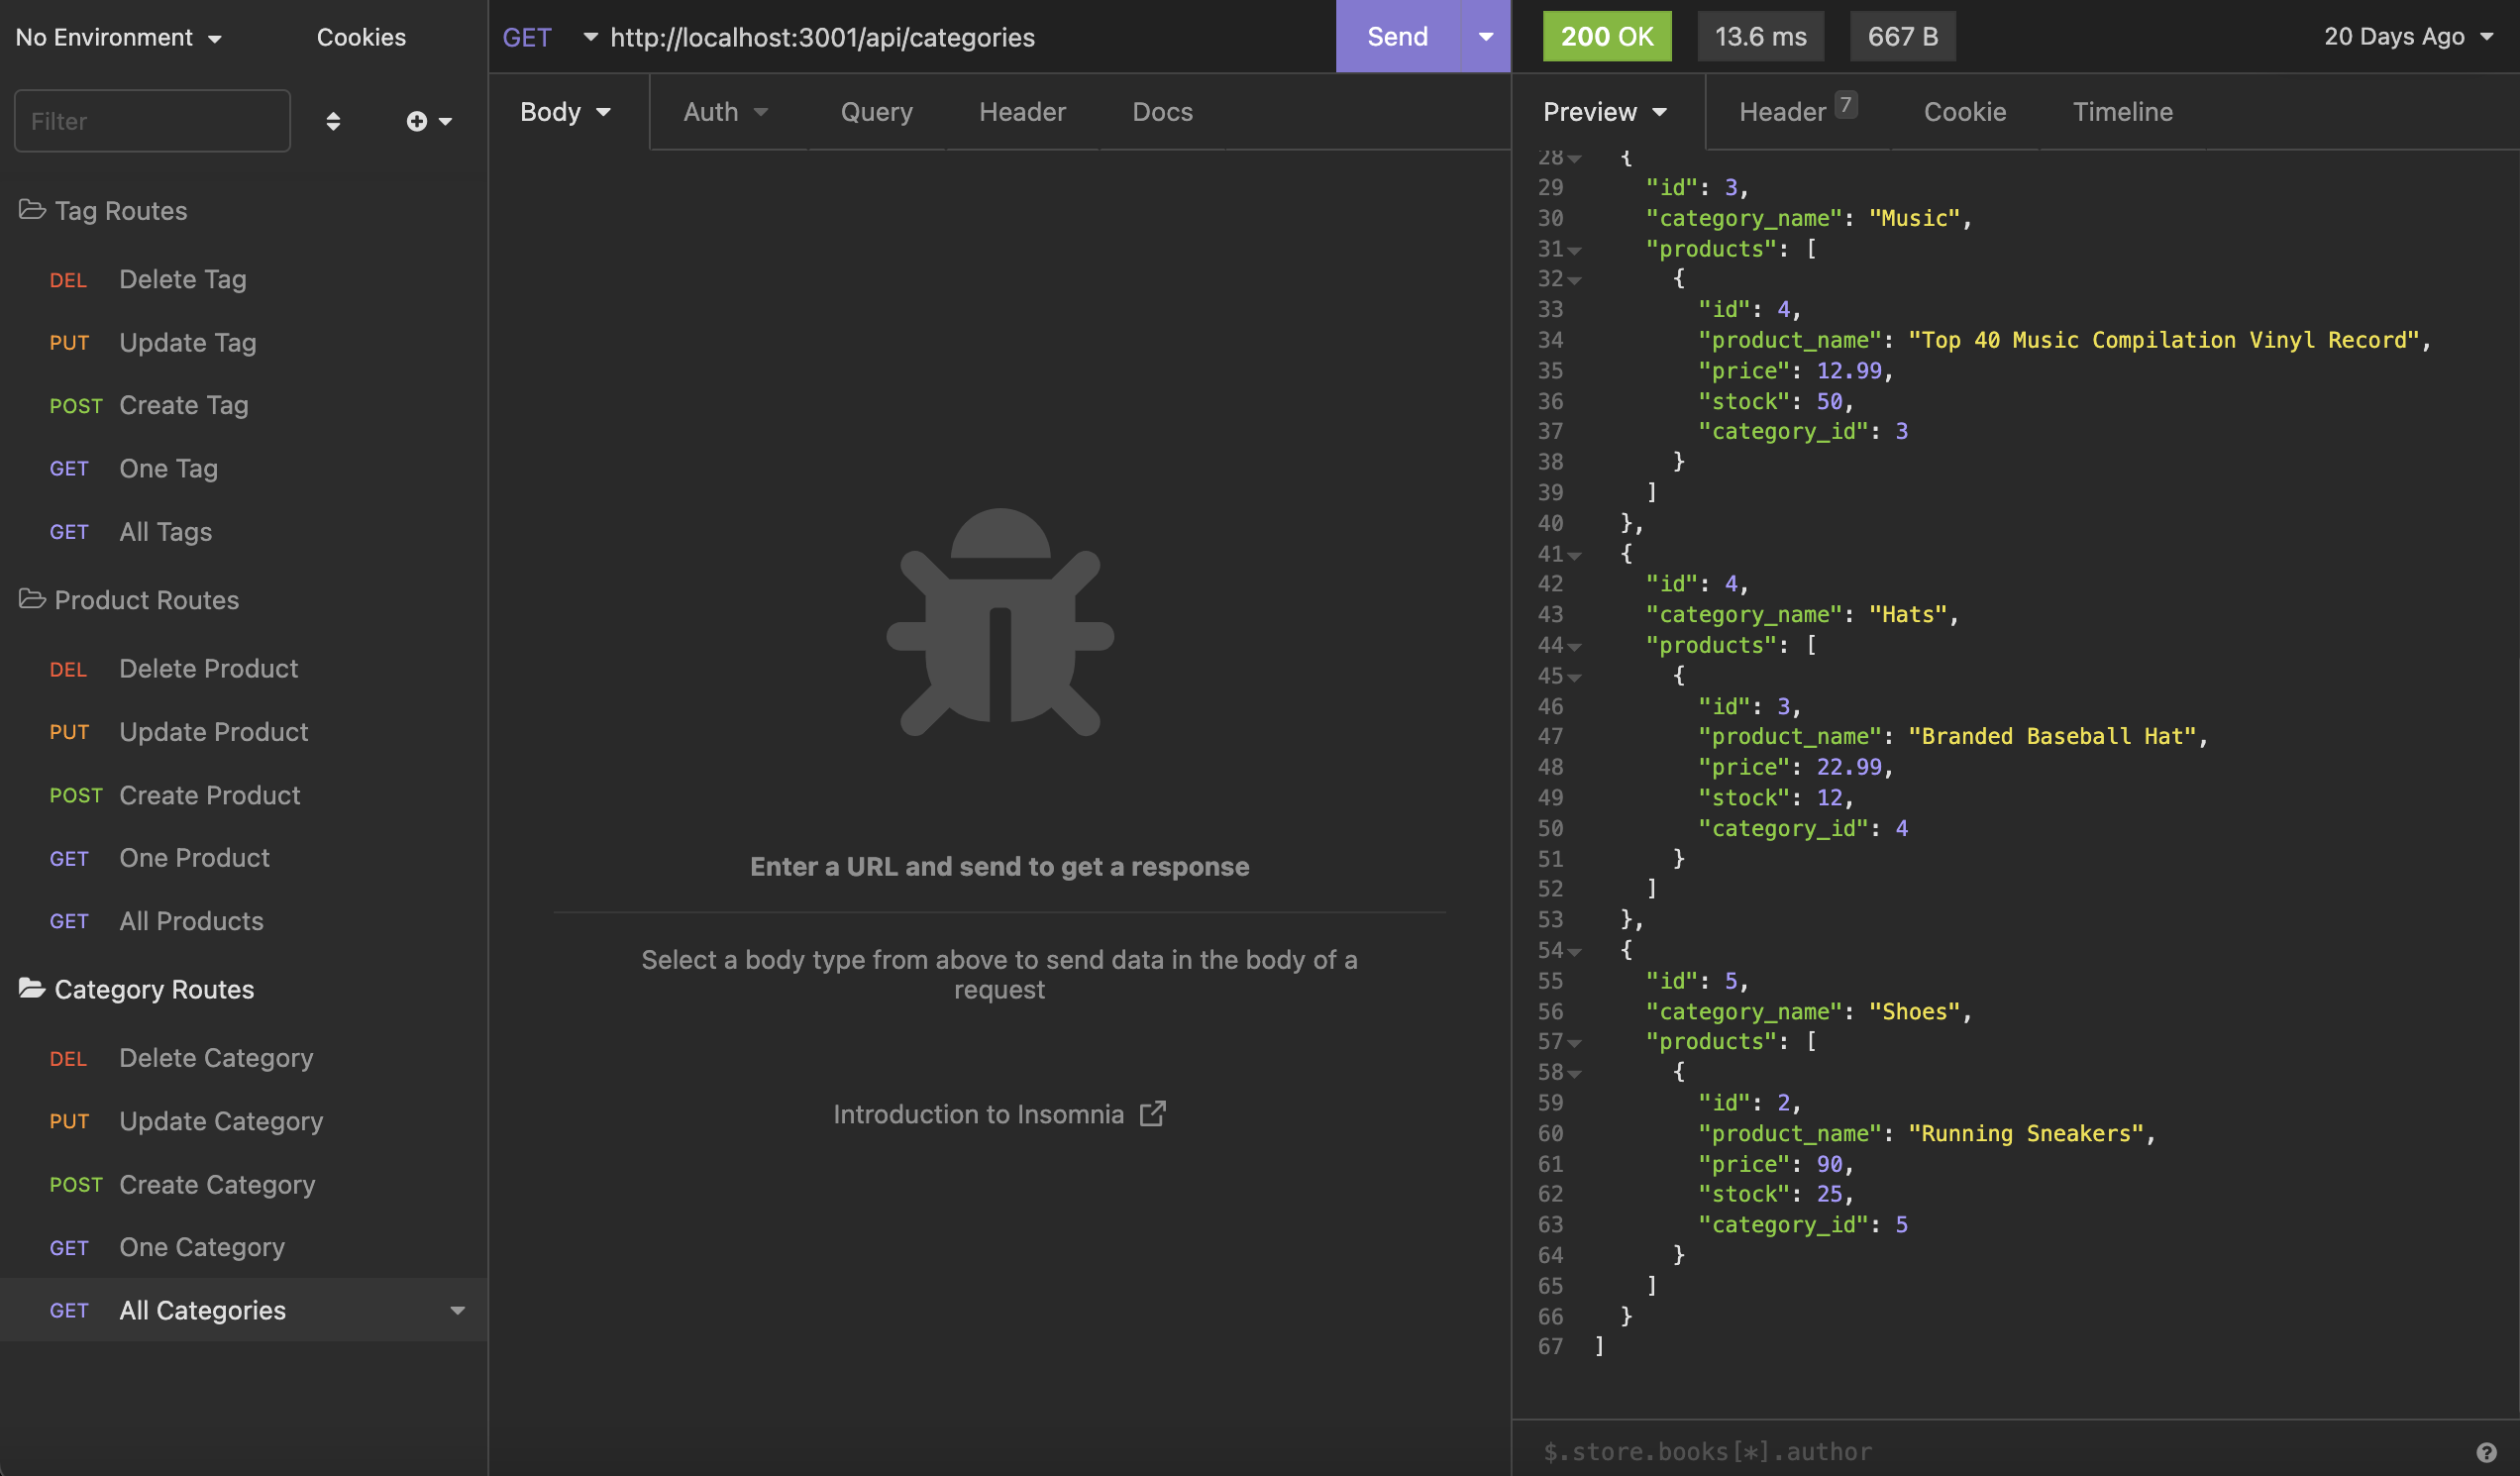 No Environment
Cookies
Filter
Tag Routes
DEL Delete Tag
PUT Update Tag
POST Create Tag
GET One Tag
GET All Tags
Product Routes
DEL Delete Product
PUT Update Product
POST Create Product
GET One Product
GET All Products
Category Routes
DEL Delete Category
PUT Update Category
POST Create Category
GET One Category
GET All Categories
GET http://localhost:3001/api/categories Send
Body Auth Query Header Docs
Enter a URL and send to get a response
Select a body type from above to send data in the body of a
request
Introduction to Insomnia
200 OK 13.6 ms 667 B 20 Days Ago
Preview Header 7 Cookie Timeline
28 {
29 "id": 3,
30 "category_name": "Music",
31 "products": [
32 {
33 "id": 4,
34 "product_name": "Top 40 Music Compilation Vinyl Record",
35 "price": 12.99,
36 "stock": 50,
37 "category_id": 3
38 }
39 ]
40 },
41 {
42 "id": 4,
43 "category_name": "Hats",
44 "products": [
45 {
46 "id": 3,
47 "product_name": "Branded Baseball Hat",
48 "price": 22.99,
49 "stock": 12,
50 "category_id": 4
51 }
52 ]
53 },
54 {
55 "id": 5,
56 "category_name": "Shoes",
57 "products": [
58 {
59 "id": 2,
60 "product_name": "Running Sneakers",
61 "price": 90,
62 "stock": 25,
63 "category_id": 5
64 }
65 ]
66 }
67 ]
$.store.books[*].author
?